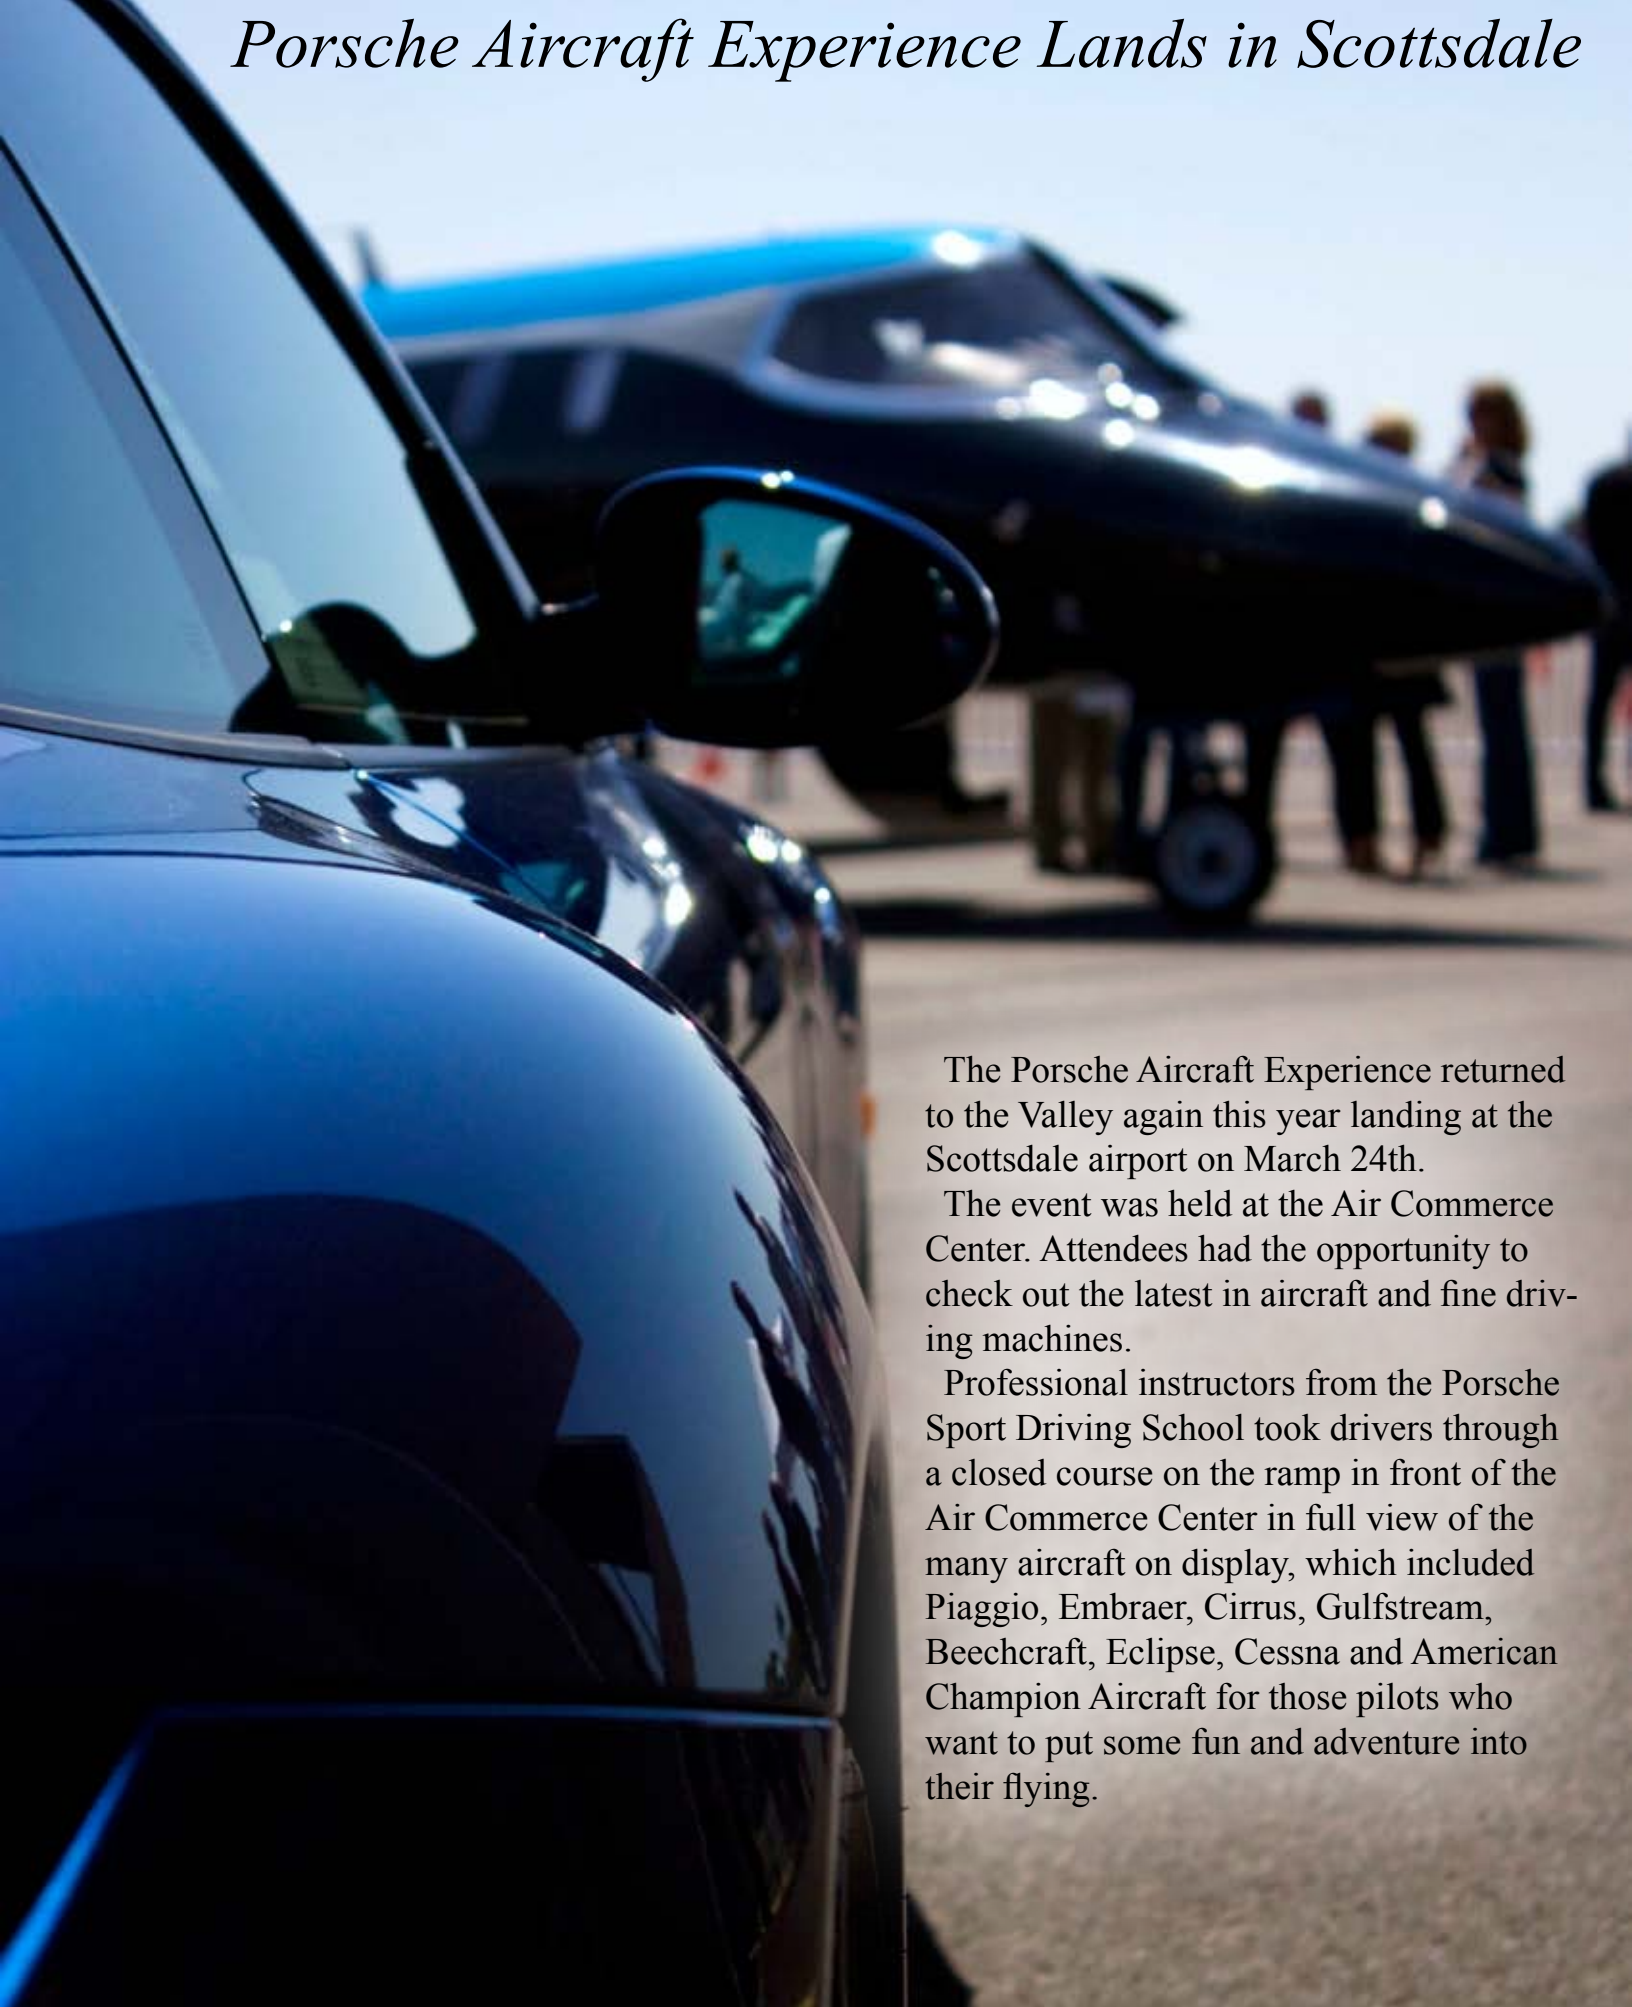 Porsche Aircraft Experience Lands in Scottsdale
The Porsche Aircraft Experience returned
to the Valley again this year landing at the
Scottsdale airport on March 24th.
The event was held at the Air Commerce
Center. Attendees had the opportunity to
check out the latest in aircraft and fine driv-
ing machines.
Professional instructors from the Porsche
Sport Driving School took drivers through
a closed course on the ramp in front of the
Air Commerce Center in full view of the
many aircraft on display, which included
Piaggio, Embraer, Cirrus, Gulfstream,
Beechcraft, Eclipse, Cessna and American
Champion Aircraft for those pilots who
want to put some fun and adventure into
their flying.